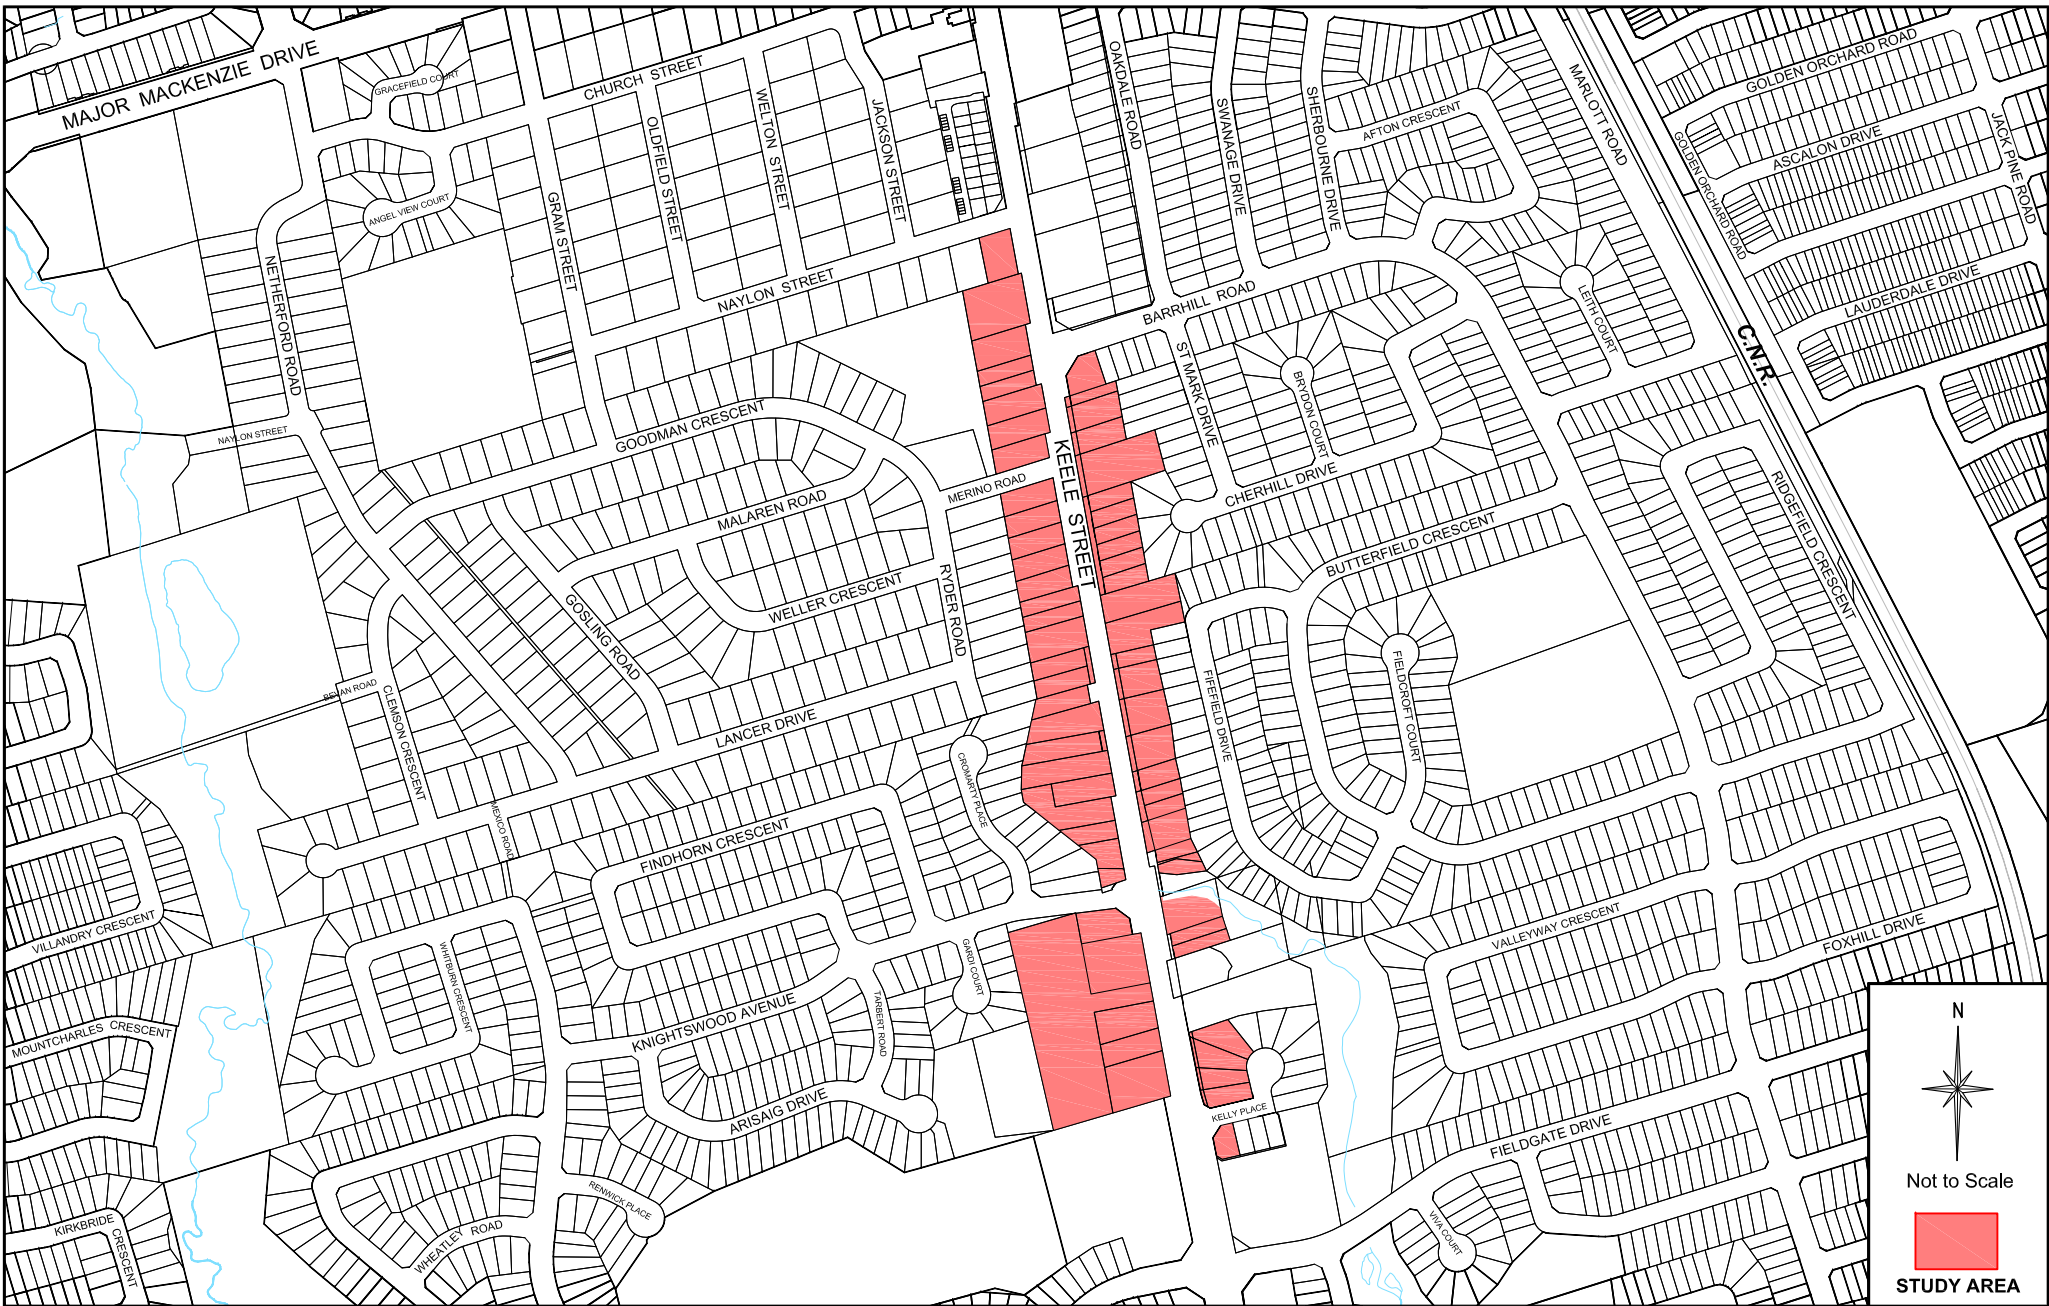 MAJOR MACKENZIE DRIVE
GRACEFIELD COURT
CHURCH STREET
OLDFIELD STREET
WELTON STREET
JACKSON STREET
OAKDALE ROAD
SWANAGE DRIVE
SHERBOURNE DRIVE
AFTON CRESCENT
MARLOTT ROAD
GOLDEN ORCHARD ROAD
GOLDEN ORCHARD ROAD
ASCALON DRIVE
JACK PINE ROAD
LAUDERDALE DRIVE
ANGEL VIEW COURT
GRAM STREET
NETHERFORD ROAD
NAYLON STREET
BARRHILL ROAD
LEITH COURT
C.N.R.
ST MARK DRIVE
BRYDON COURT
NAYLON STREET
GOODMAN CRESCENT
KEELE STREET
MERINO ROAD
CHERHILL DRIVE
MALAREN ROAD
BUTTERFIELD CRESCENT
RIDGEFIELD CRESCENT
WELLER CRESCENT
RYDER ROAD
GOSLING ROAD
BEVAN ROAD
CLEMSON CRESCENT
LANCER DRIVE
FIFEFIELD DRIVE
FIELDCROFT COURT
CROMARTY PLACE
MEXICO ROAD
FINDHORN CRESCENT
VILLANDRY CRESCENT
WHITBURN CRESCENT
GARDI COURT
VALLEYWAY CRESCENT
FOXHILL DRIVE
MOUNTCHARLES CRESCENT
KNIGHTSWOOD AVENUE
TARBERT ROAD
ARISAIG DRIVE
KELLY PLACE
FIELDGATE DRIVE
RENWICK PLACE
WHEATLEY ROAD
KIRKBRIDE
CRESCENT
VIVA COURT
N
Not to Scale
STUDY AREA